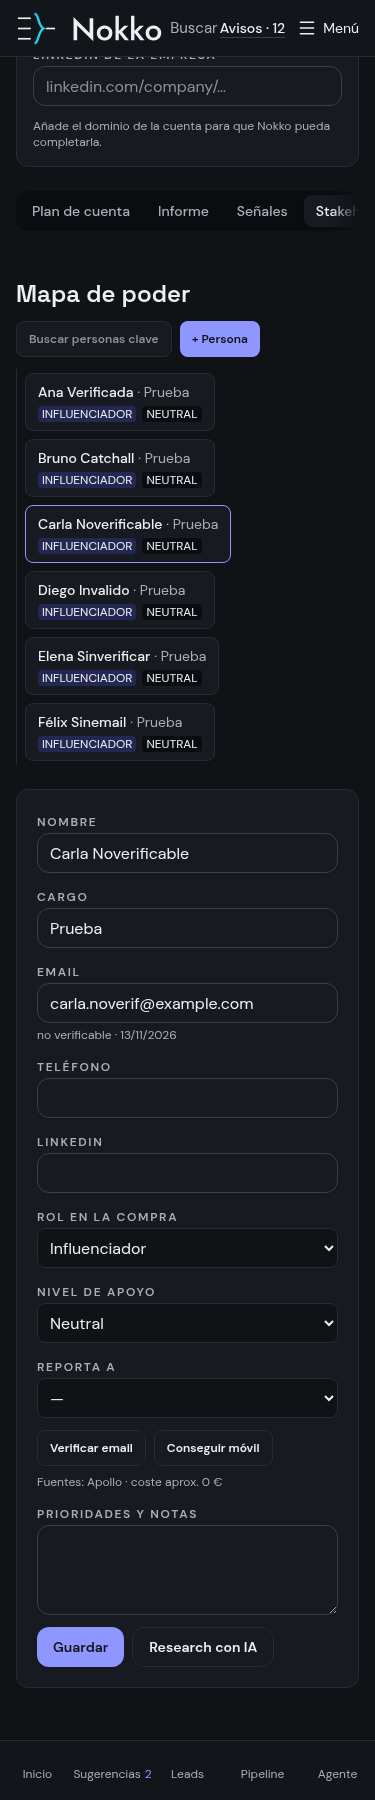 Nokko Buscar Avisos · 12 Menú
LINKEDIN DE LA EMPRESA
linkedin.com/company/...
Añade el dominio de la cuenta para que Nokko pueda
completarla.
Plan de cuenta Informe Señales Stakeh
Mapa de poder
Buscar personas clave + Persona
Ana Verificada · Prueba
INFLUENCIADOR NEUTRAL
Bruno Catchall · Prueba
INFLUENCIADOR NEUTRAL
Carla Noverificable · Prueba
INFLUENCIADOR NEUTRAL
Diego Invalido · Prueba
INFLUENCIADOR NEUTRAL
Elena Sinverificar · Prueba
INFLUENCIADOR NEUTRAL
Félix Sinemail · Prueba
INFLUENCIADOR NEUTRAL
NOMBRE
Carla Noverificable
CARGO
Prueba
EMAIL
carla.noverif@example.com
no verificable · 13/11/2026
TELÉFONO
LINKEDIN
ROL EN LA COMPRA
Influenciador
NIVEL DE APOYO
Neutral
REPORTA A
—
Verificar email Conseguir móvil
Fuentes: Apollo · coste aprox. 0 €
PRIORIDADES Y NOTAS
Guardar Research con IA
Inicio Sugerencias 2 Leads Pipeline Agente